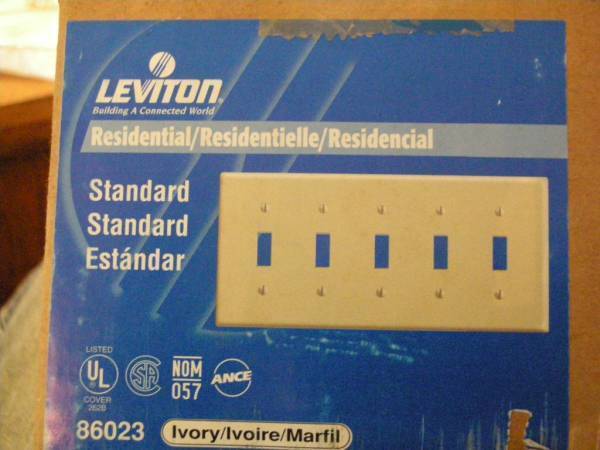 LEVITON
Building A Connected World
Residential/Residentielle/Residencial
Standard
Standard
Estándar
LISTED
UL
COVER
262B
SA
NOM
057
ANCE
86023
Ivory/Ivoire/Marfil